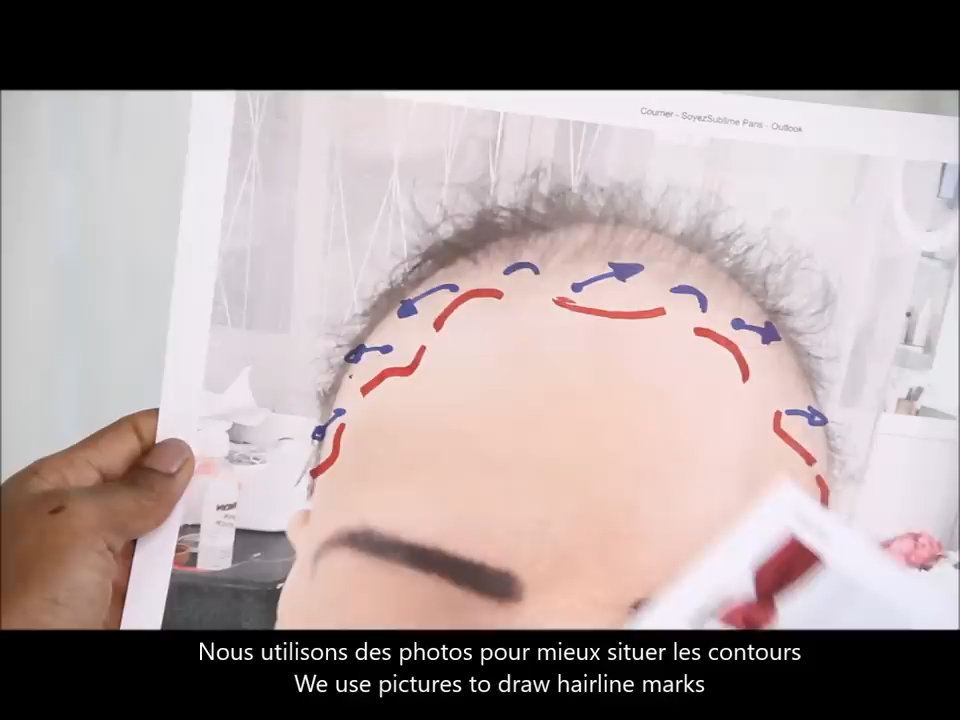 Courrier - SoyezSublime Paris - Outlook
Nous utilisons des photos pour mieux situer les contours
We use pictures to draw hairline marks